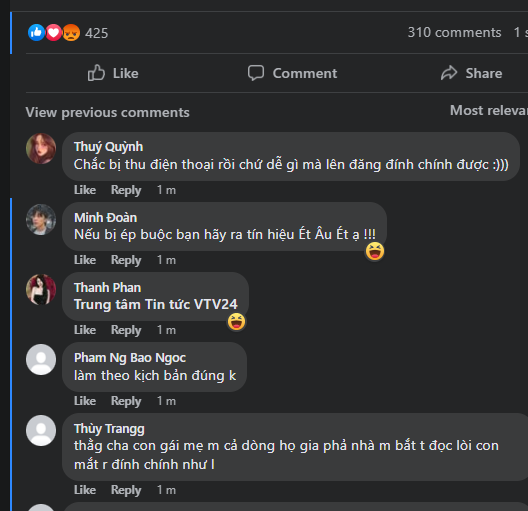 425
310 comments
1
Like
Comment
Share
View previous comments
Most relevan
Thuý Quỳnh
Chắc bị thu điện thoại rồi chứ dễ gì mà lên đăng đính chính được :)))
Like Reply 1 m
Minh Đoàn
Nếu bị ép buộc bạn hãy ra tín hiệu Ét Âu Ét ạ !!!
Like Reply 1 m
Thanh Phan
Trung tâm Tin tức VTV24
Like Reply 1 m
Pham Ng Bao Ngoc
làm theo kịch bản đúng k
Like Reply 1 m
Thùy Trangg
thằg cha con gái mẹ m cả dòng họ gia phả nhà m bắt t đọc lòi con
mắt r đính chính như l
Like Reply 1 m